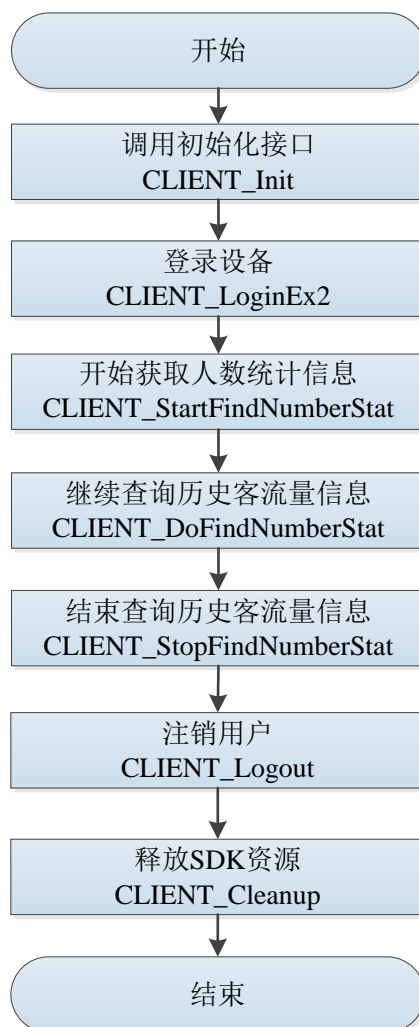 开始
调用初始化接口
CLIENT_Init
登录设备
CLIENT_LoginEx2
开始获取人数统计信息
CLIENT_StartFindNumberStat
继续查询历史客流量信息
CLIENT_DoFindNumberStat
结束查询历史客流量信息
CLIENT_StopFindNumberStat
注销用户
CLIENT_Logout
释放SDK资源
CLIENT_Cleanup
结束